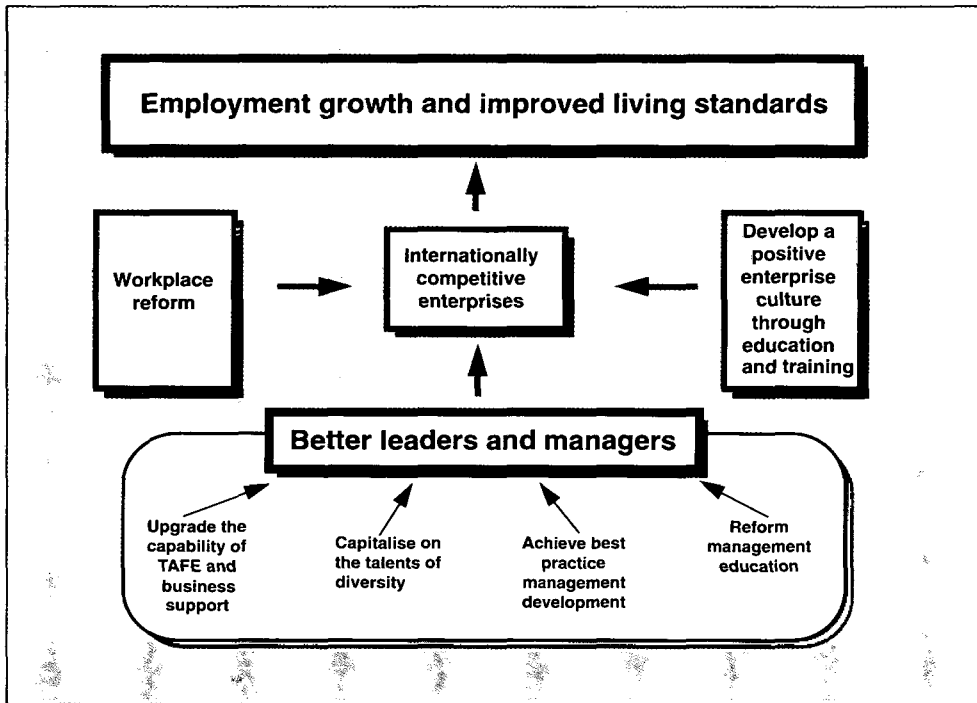 Employment growth and improved living standards
Workplace
reform
Internationally
competitive
enterprises
Develop a
positive
enterprise
culture
through
education
and training
Better leaders and managers
Upgrade the
capability of
TAFE and
business
support
Capitalise on
the talents of
diversity
Achieve best
practice
management
development
Reform
management
education